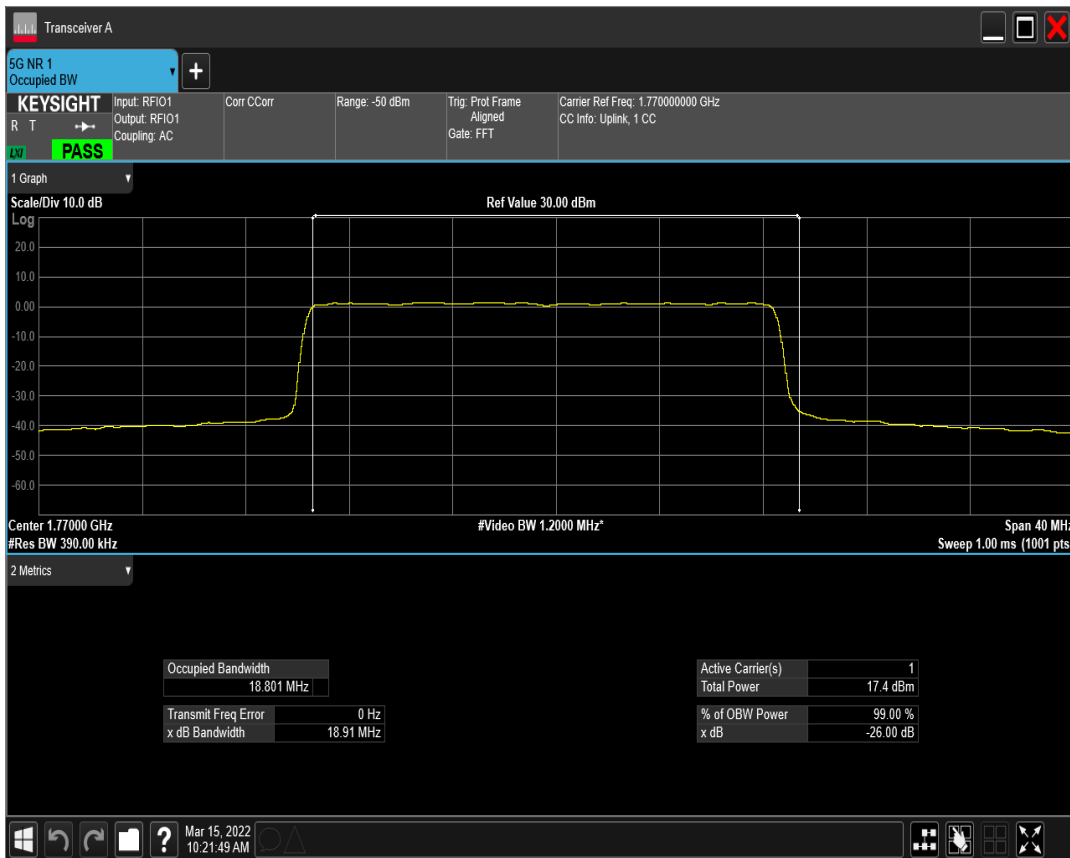 Transceiver A
5G NR 1
Occupied BW
KEYSIGHT
R T
LXI
PASS
Input: RFIO1
Output: RFIO1
Coupling: AC
Corr CCorr
Range: -50 dBm
Trig: Prot Frame
Aligned
Gate: FFT
Carrier Ref Freq: 1.770000000 GHz
CC Info: Uplink, 1 CC
1 Graph
Scale/Div 10.0 dB
Ref Value 30.00 dBm
Log
20.0
10.0
0.00
-10.0
-20.0
-30.0
-40.0
-50.0
-60.0
Center 1.77000 GHz
#Video BW 1.2000 MHz*
Span 40 MHz
#Res BW 390.00 kHz
Sweep 1.00 ms (1001 pts
2 Metrics
Occupied Bandwidth
18.801 MHz
Transmit Freq Error 0 Hz
x dB Bandwidth 18.91 MHz
Active Carrier(s) 1
Total Power 17.4 dBm
% of OBW Power 99.00 %
x dB -26.00 dB
?
Mar 15, 2022
10:21:49 AM